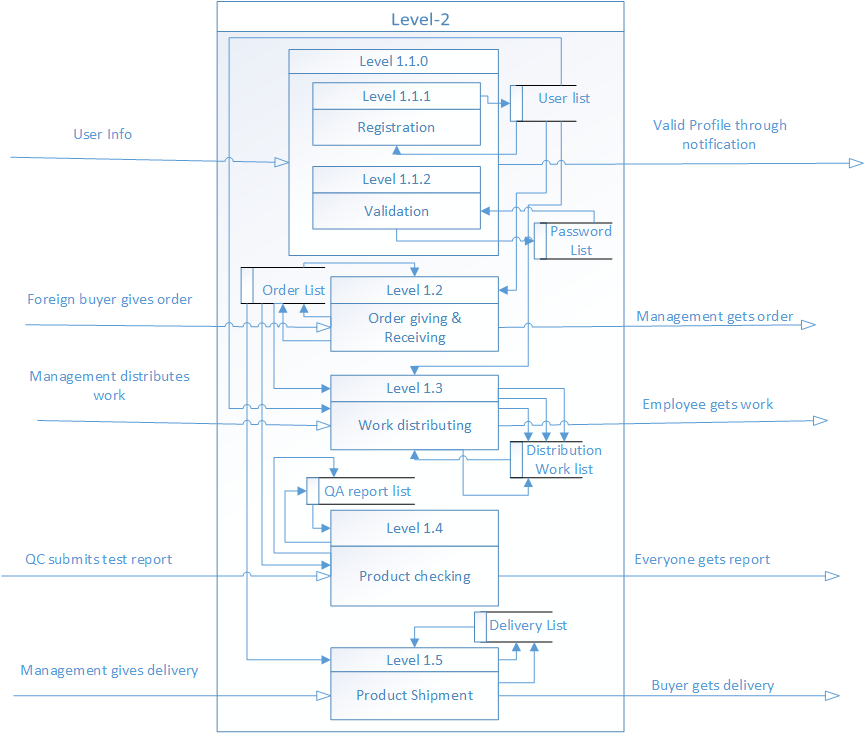 Level-2
Level 1.1.0
Level 1.1.1
User list
Registration
User Info
Valid Profile through
notification
Level 1.1.2
Validation
Password
List
Order List
Level 1.2
Foreign buyer gives order
Order giving &
Receiving
Management gets order
Management distributes
work
Level 1.3
Work distributing
Employee gets work
Distribution
Work list
QA report list
Level 1.4
QC submits test report
Product checking
Everyone gets report
Delivery List
Level 1.5
Management gives delivery
Product Shipment
Buyer gets delivery